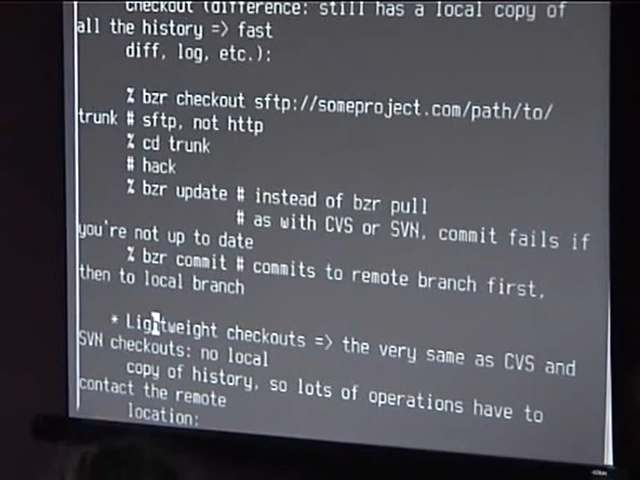 checkout (difference: still has a local copy of
all the history => fast
diff, log, etc.):
% bzr checkout sftp://someproject.com/path/to/
trunk # sftp, not http
% cd trunk
# hack
% bzr update # instead of bzr pull
# as with CVS or SVN, commit fails if
you're not up to date
% bzr commit # commits to remote branch first,
then to local branch
* Lightweight checkouts => the very same as CVS and
SVN checkouts: no local
copy of history, so lots of operations have to
contact the remote
location: